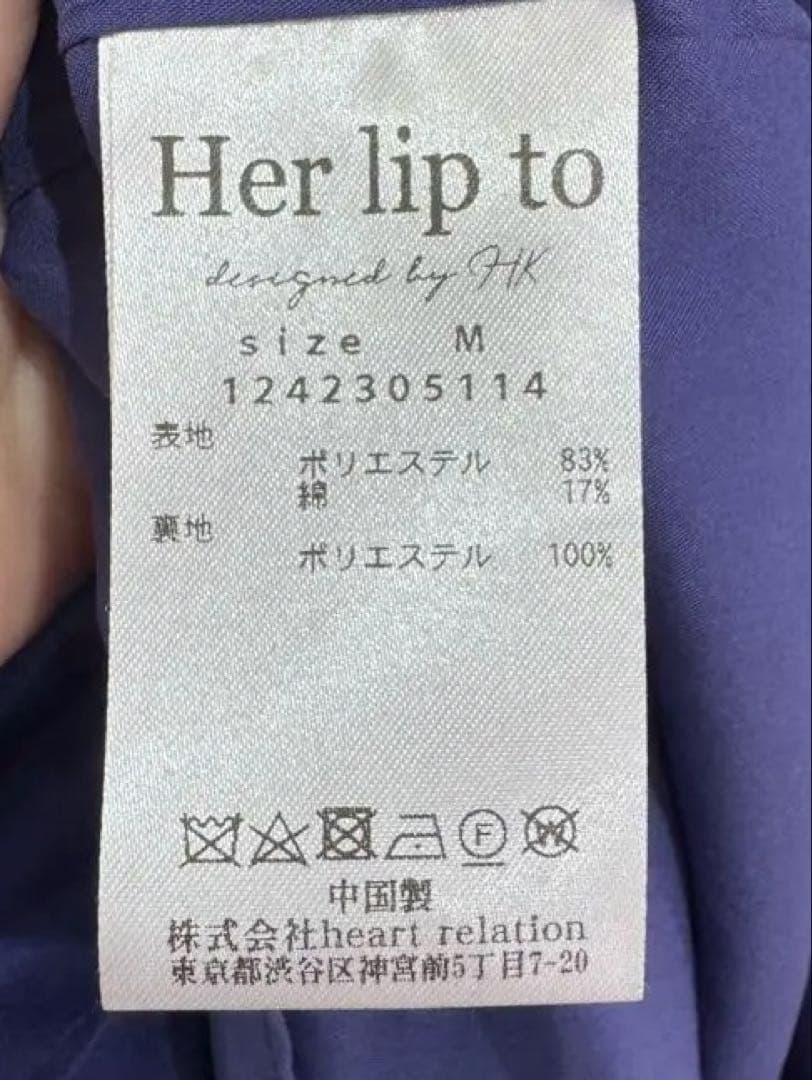 Her lip to
designed by HK
size M
1242305114
表地
ポリエステル 83%
綿 17%
裏地
ポリエステル 100%
F W
中国製
株式会社heart relation
東京都渋谷区神宮前5丁目7-20